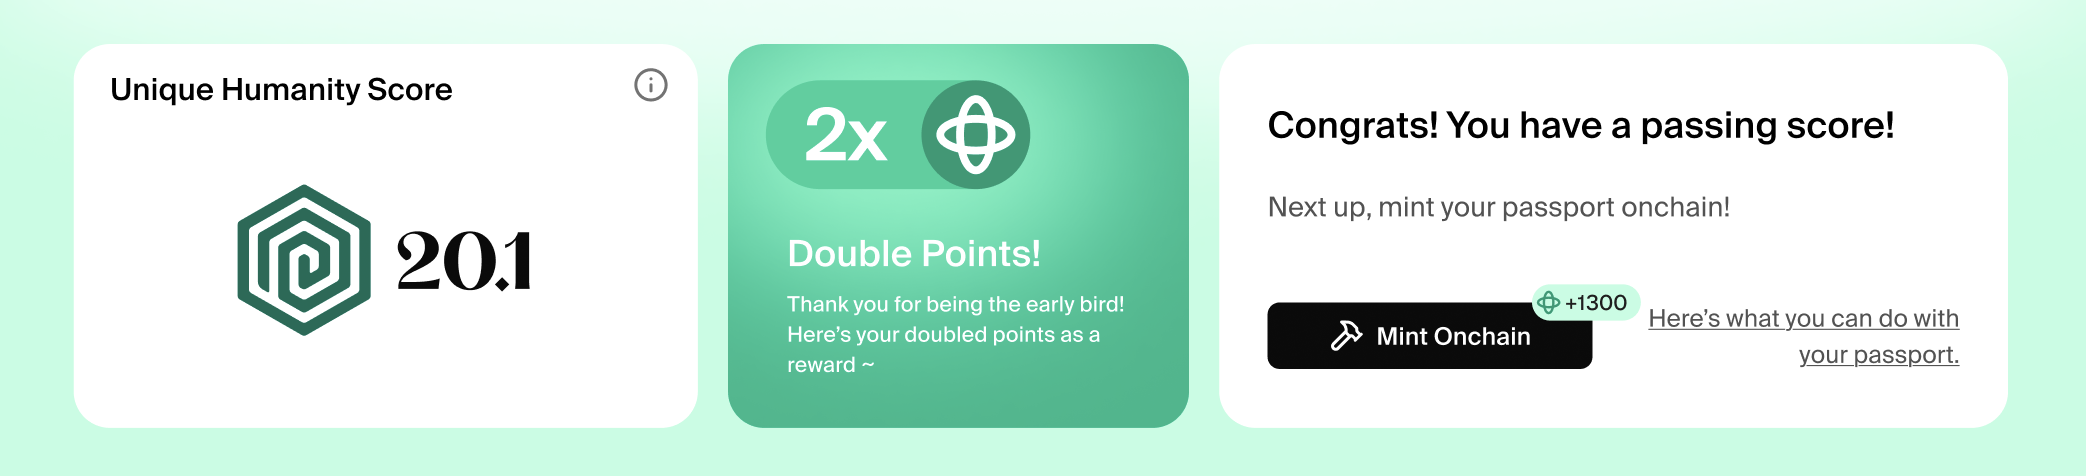 Unique Humanity Score
20.1
2x
Double Points!
Thank you for being the early bird!
Here's your doubled points as a
reward ~
Congrats! You have a passing score!
Next up, mint your passport onchain!
Mint Onchain
+1300
Here's what you can do with
your passport.